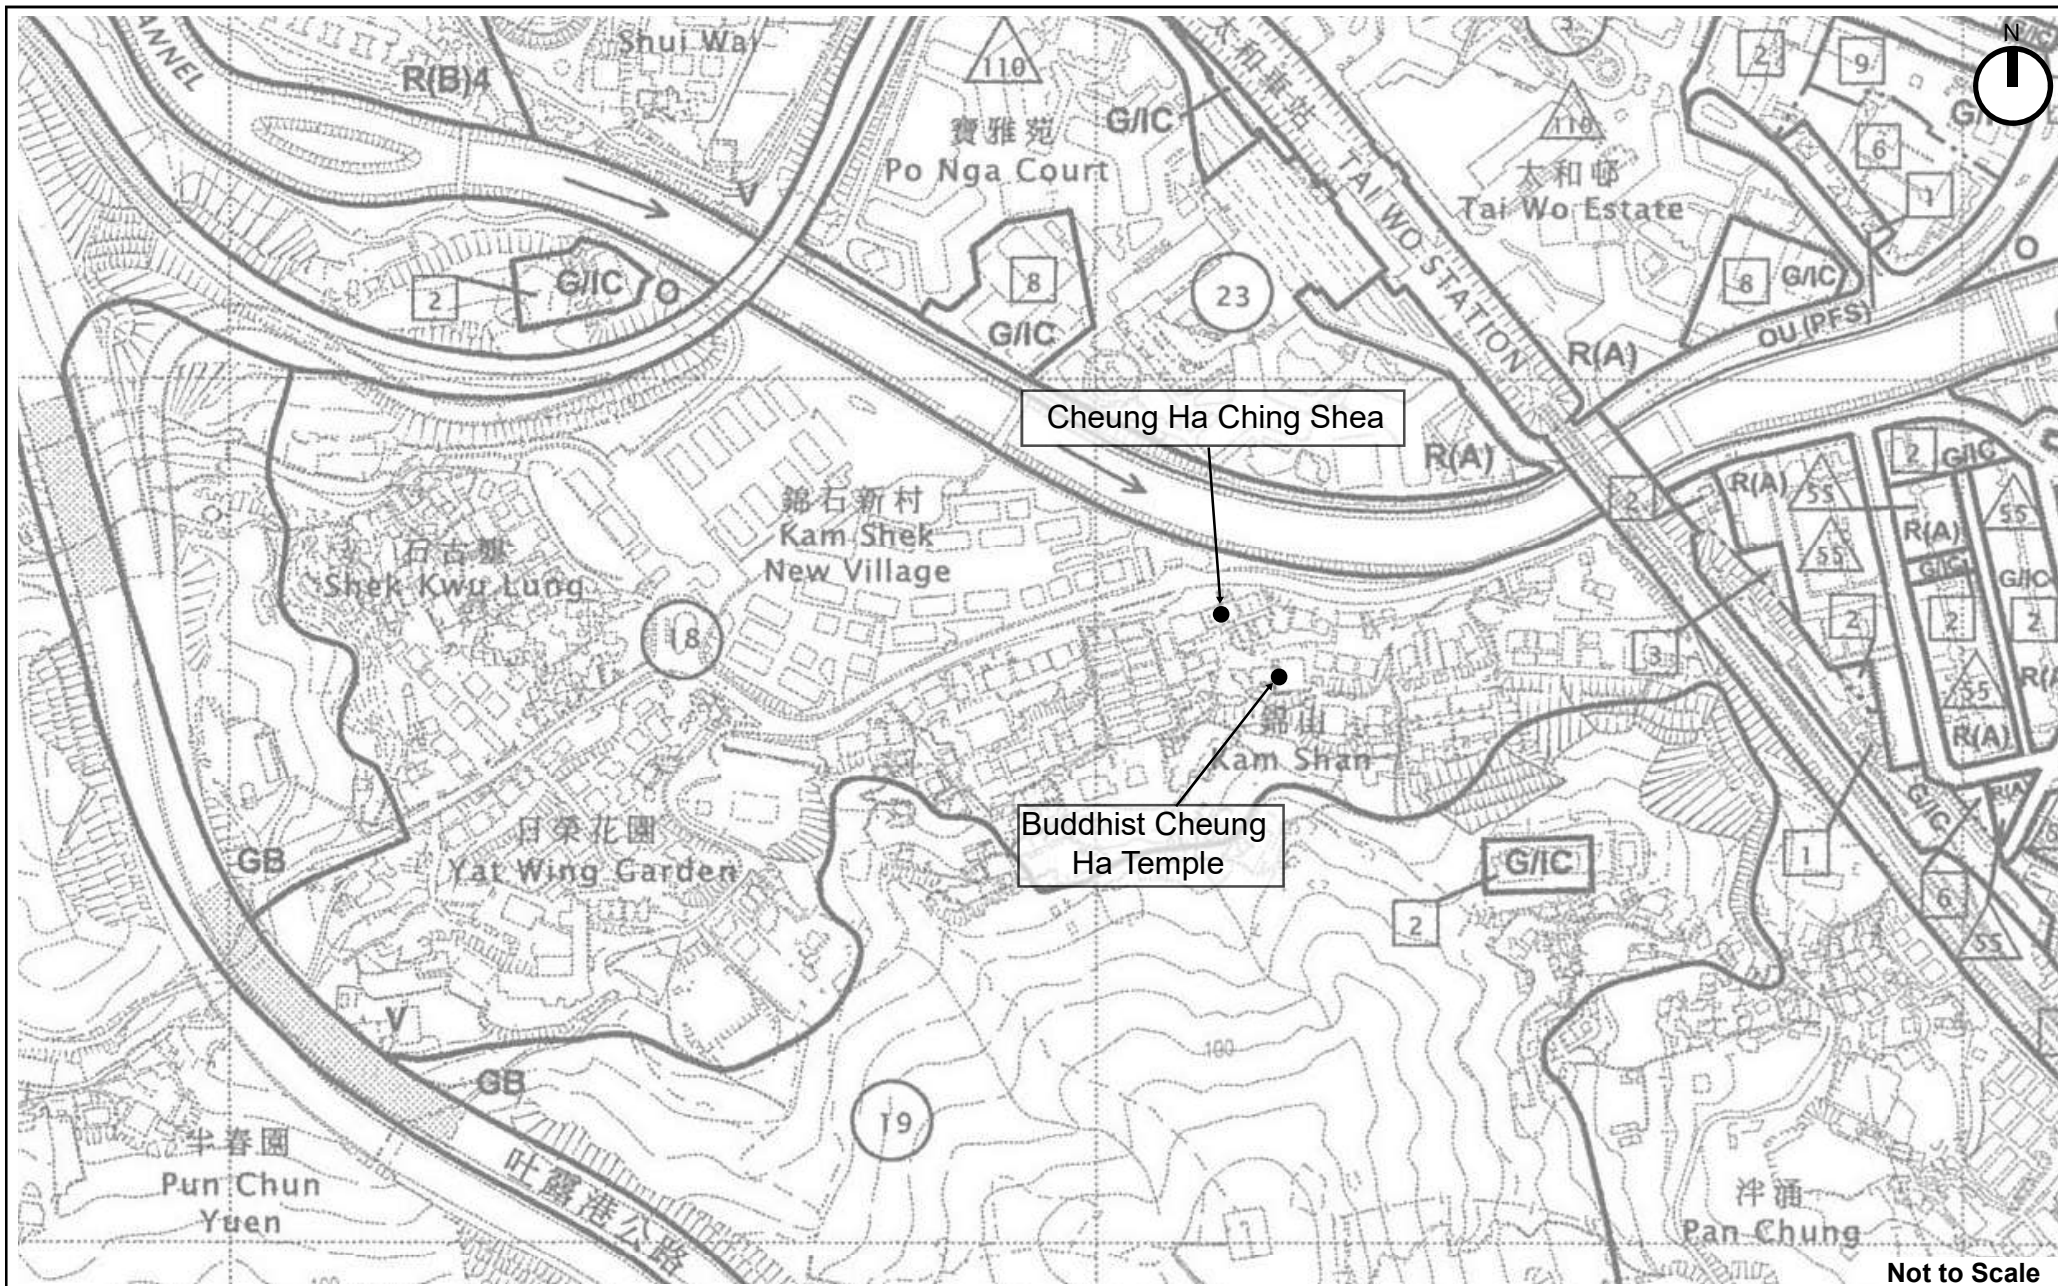 ANNEL
R(B)4
Shui Wai
110
寶雅苑
Po Nga Court
G/IC
太和車站 TAI WO STATION
3
110
太和邨
Tai Wo Estate
2
9
G/IC
N
6
1
V
2
G/IC
O
8
G/IC
23
8
G/IC
OU (PFS)
O
R(A)
Cheung Ha Ching Shea
R(A)
2
R(A)
55
2
G/IC
55
R(A)
55
G/IC
G/IC
錦石新村
Kam Shek
New Village
石古壟
Shek Kwu Lung
18
2
2
2
3
55
R(A)
R(A)
錦山
Kam Shan
Buddhist Cheung
Ha Temple
日榮花園
Yat Wing Garden
GB
G/IC
2
G/IC
R(A)
1
6
55
V
GB
100
19
半春園
Pun Chun
Yuen
吐露港公路
1
泮涌
Pan Chung
100
Not to Scale